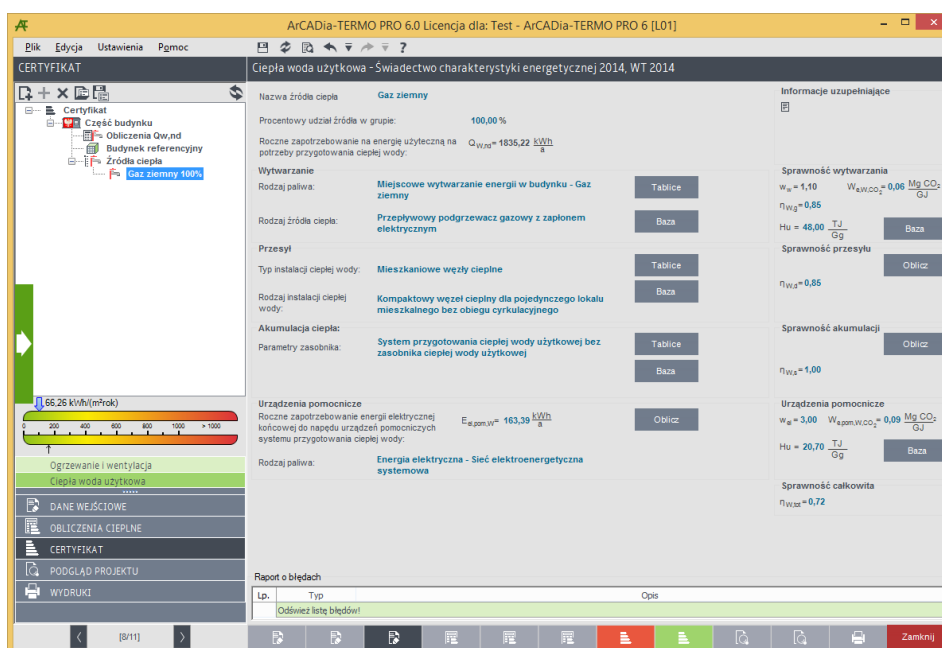 ArCADia-TERMO PRO 6.0 Licencja dla: Test - ArCADia-TERMO PRO 6 [L01]
Plik Edycja Ustawienia Pomoc
CERTYFIKAT
Certyfikat
Część budynku
Obliczenia Qw,nd
Budynek referencyjny
Źródła ciepła
Gaz ziemny 100%
66,26 kWh/(m²rok)
0 200 400 600 800 1000 > 1000
Ogrzewanie i wentylacja
Ciepła woda użytkowa
DANE WEJŚCIOWE
OBLICZENIA CIEPLNE
CERTYFIKAT
PODGLĄD PROJEKTU
WYDRUKI
[8/11]
Ciepła woda użytkowa - Świadectwo charakterystyki energetycznej 2014, WT 2014
Nazwa źródła ciepła Gaz ziemny
Procentowy udział źródła w grupie: 100,00 %
Roczne zapotrzebowanie na energię użyteczną na
potrzeby przygotowania ciepłej wody:
Q W,nd = 1835,22 kWh/a
Wytwarzanie
Rodzaj paliwa: Miejscowe wytwarzanie energii w budynku - Gaz
ziemny
Tablice
Rodzaj źródła ciepła: Przepływowy podgrzewacz gazowy z zapłonem
elektrycznym
Baza
Przesył
Typ instalacji ciepłej wody: Mieszkaniowe węzły cieplne
Tablice
Rodzaj instalacji ciepłej
wody:
Kompaktowy węzeł cieplny dla pojedynczego lokalu
mieszkalnego bez obiegu cyrkulacyjnego
Baza
Akumulacja ciepła:
Parametry zasobnika: System przygotowania ciepłej wody użytkowej bez
zasobnika ciepłej wody użytkowej
Tablice
Baza
Urządzenia pomocnicze
Roczne zapotrzebowanie energii elektrycznej
końcowej do napędu urządzeń pomocniczych
systemu przygotowania ciepłej wody:
E el,pom,W = 163,39 kWh/a
Oblicz
Rodzaj paliwa: Energia elektryczna - Sieć elektroenergetyczna
systemowa
Informacje uzupełniające
Sprawność wytwarzania
w w = 1,10 W e,W,CO₂ = 0,06 Mg CO₂/GJ
η W,g = 0,85
Hu = 48,00 TJ/Gg
Baza
Sprawność przesyłu
Oblicz
η W,d = 0,85
Sprawność akumulacji
Oblicz
η W,s = 1,00
Urządzenia pomocnicze
w el = 3,00 W e,pom,W,CO₂ = 0,09 Mg CO₂/GJ
Hu = 20,70 TJ/Gg
Baza
Sprawność całkowita
η W,tot = 0,72
Raport o błędach
Lp. Typ Opis
Odśwież listę błędów!
Zamknij